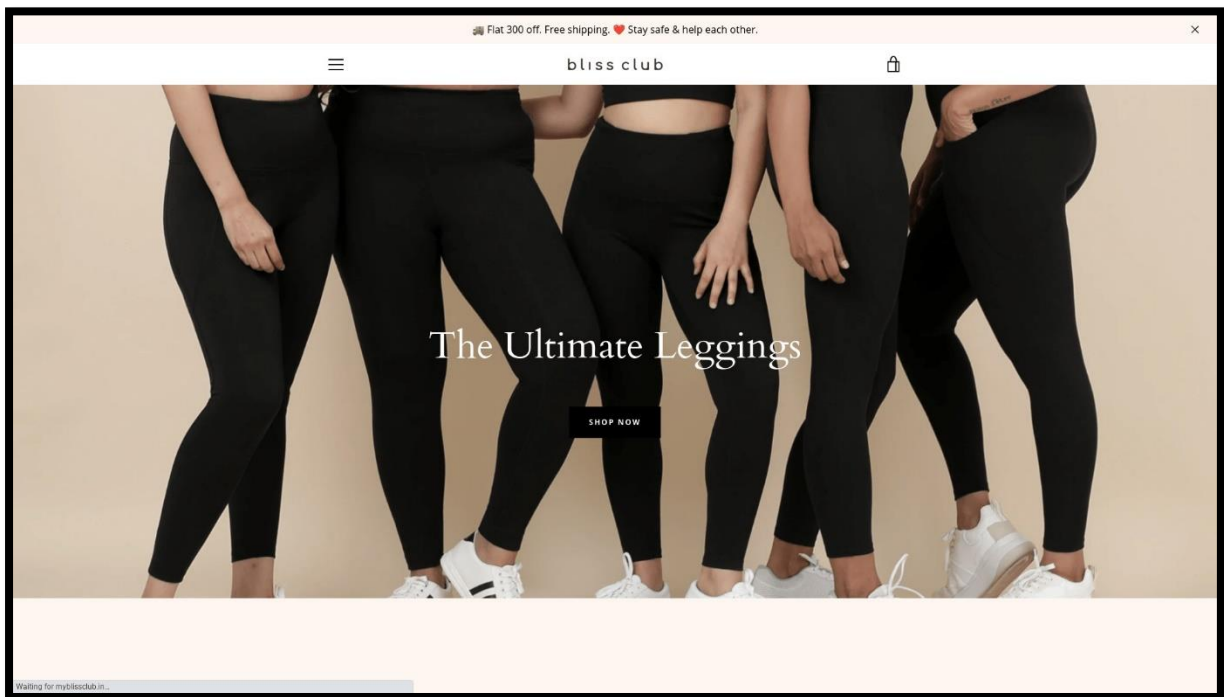 🚚 Flat 300 off. Free shipping. ❤️ Stay safe & help each other.
bliss club
The Ultimate Leggings
SHOP NOW
Waiting for myblissclub.in...